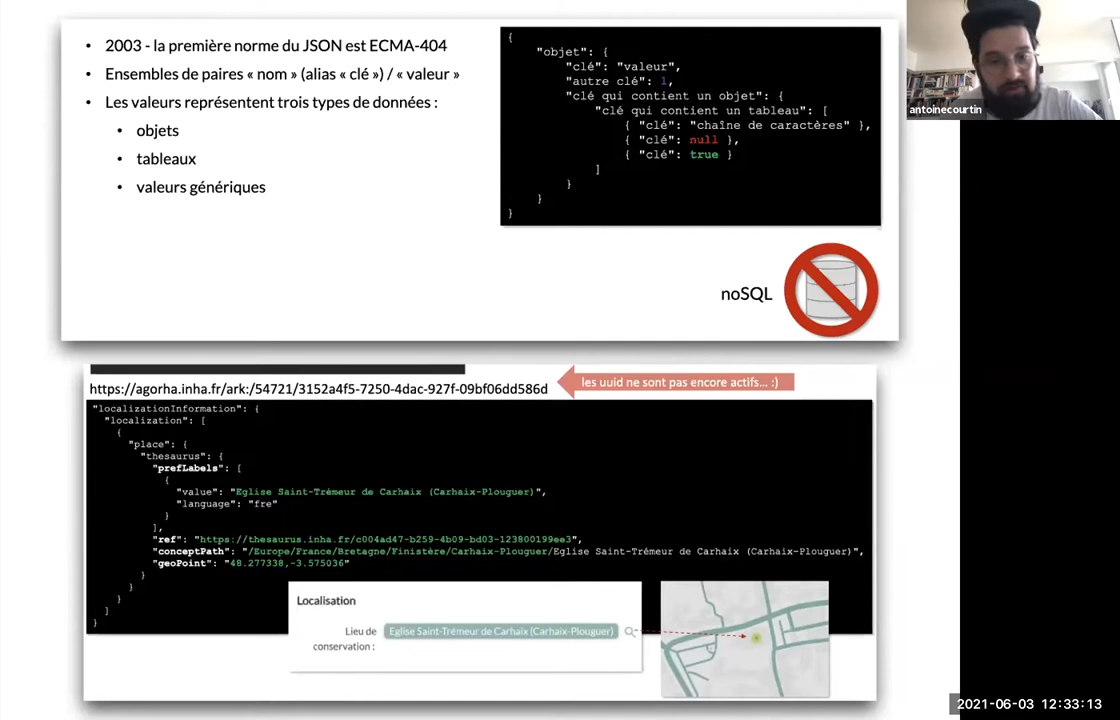 • 2003 - la première norme du JSON est ECMA-404
• Ensembles de paires « nom » (alias « clé ») / « valeur »
• Les valeurs représentent trois types de données :
• objets
• tableaux
• valeurs génériques
{
"objet": {
"clé": "valeur",
"autre clé": 1,
"clé qui contient un objet": {
"clé qui contient un tableau": [
{ "clé": "chaîne de caractères" },
{ "clé": null },
{ "clé": true }
]
}
}
}
antoinecourtin
noSQL
https://agorha.inha.fr/ark:/54721/3152a4f5-7250-4dac-927f-09bf06dd586d
les uuid ne sont pas encore actifs... :)
"localizationInformation": {
"localization": [
{
"place": {
"thesaurus": {
"prefLabels": [
{
"value": "Eglise Saint-Trémeur de Carhaix (Carhaix-Plouguer)",
"language": "fre"
}
],
"ref": "https://thesaurus.inha.fr/c004ad47-b259-4b09-bd03-123800199ee3",
"conceptPath": "/Europe/France/Bretagne/Finistère/Carhaix-Plouguer/Eglise Saint-Trémeur de Carhaix (Carhaix-Plouguer)",
"geoPoint": "48.277338,-3.575036"
}
}
}
]
}
Localisation
Lieu de conservation :
Eglise Saint-Trémeur de Carhaix (Carhaix-Plouguer)
2021-06-03 12:33:13